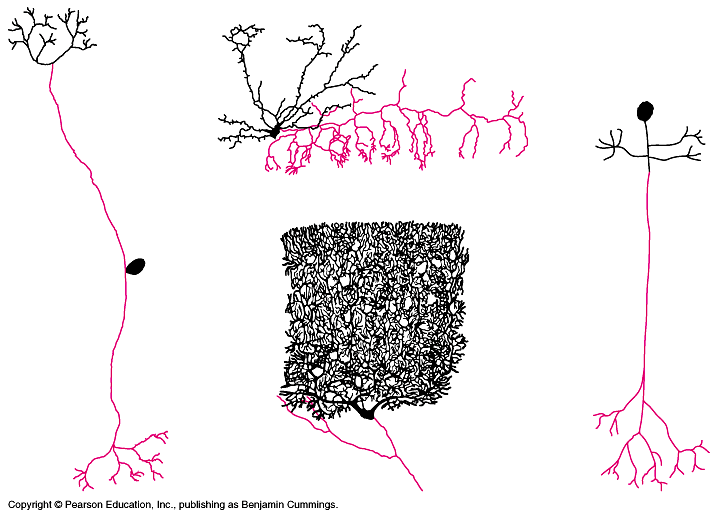 Copyright © Pearson Education, Inc., publishing as Benjamin Cummings.